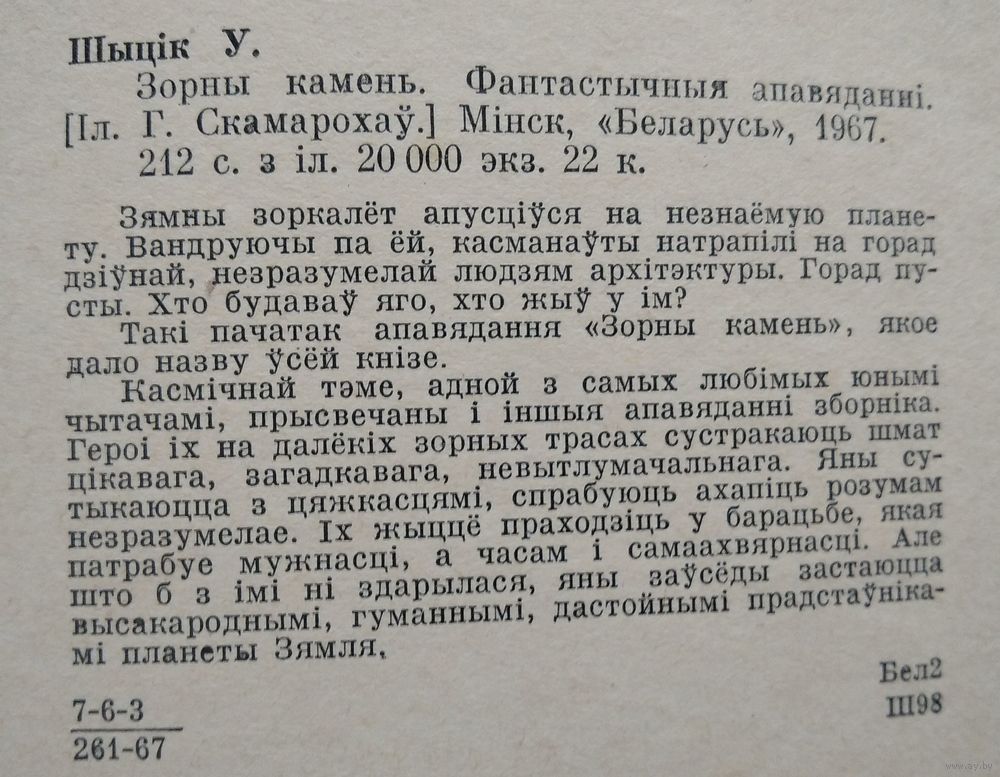 Шыцік У.
Зорны камень. Фантастычныя апавяданні.
[Іл. Г. Скамарохаў.] Мінск, «Беларусь», 1967.
212 с. з іл. 20 000 экз. 22 к.
Зямны зоркалёт апусціўся на незнаёмую плане-
ту. Вандруючы па ёй, касманаўты натрапілі на горад
дзіўнай, незразумелай людзям архітэктуры. Горад пу-
сты. Хто будаваў яго, хто жыў у ім?
Такі пачатак апавядання «Зорны камень», якое
дало назву ўсёй кнізе.
Касмічнай тэме, адной з самых любімых юнымі
чытачамі, прысвечаны і іншыя апавяданні зборніка.
Героі іх на далёкіх зорных трасах сустракаюць шмат
цікавага, загадкавага, невытлумачальнага. Яны су-
тыкаюцца з цяжкасцямі, спрабуюць ахапіць розумам
незразумелае. Іх жыццё праходзіць у барацьбе, якая
патрабуе мужнасці, а часам і самаахвярнасці. Але
што б з імі ні здарылася, яны заўсёды застаюцца
высакароднымі, гуманнымі, дастойнымі прадстаўніка-
мі планеты Зямля.
Бел2
7-6-3
Ш98
261-67
www.ay.by